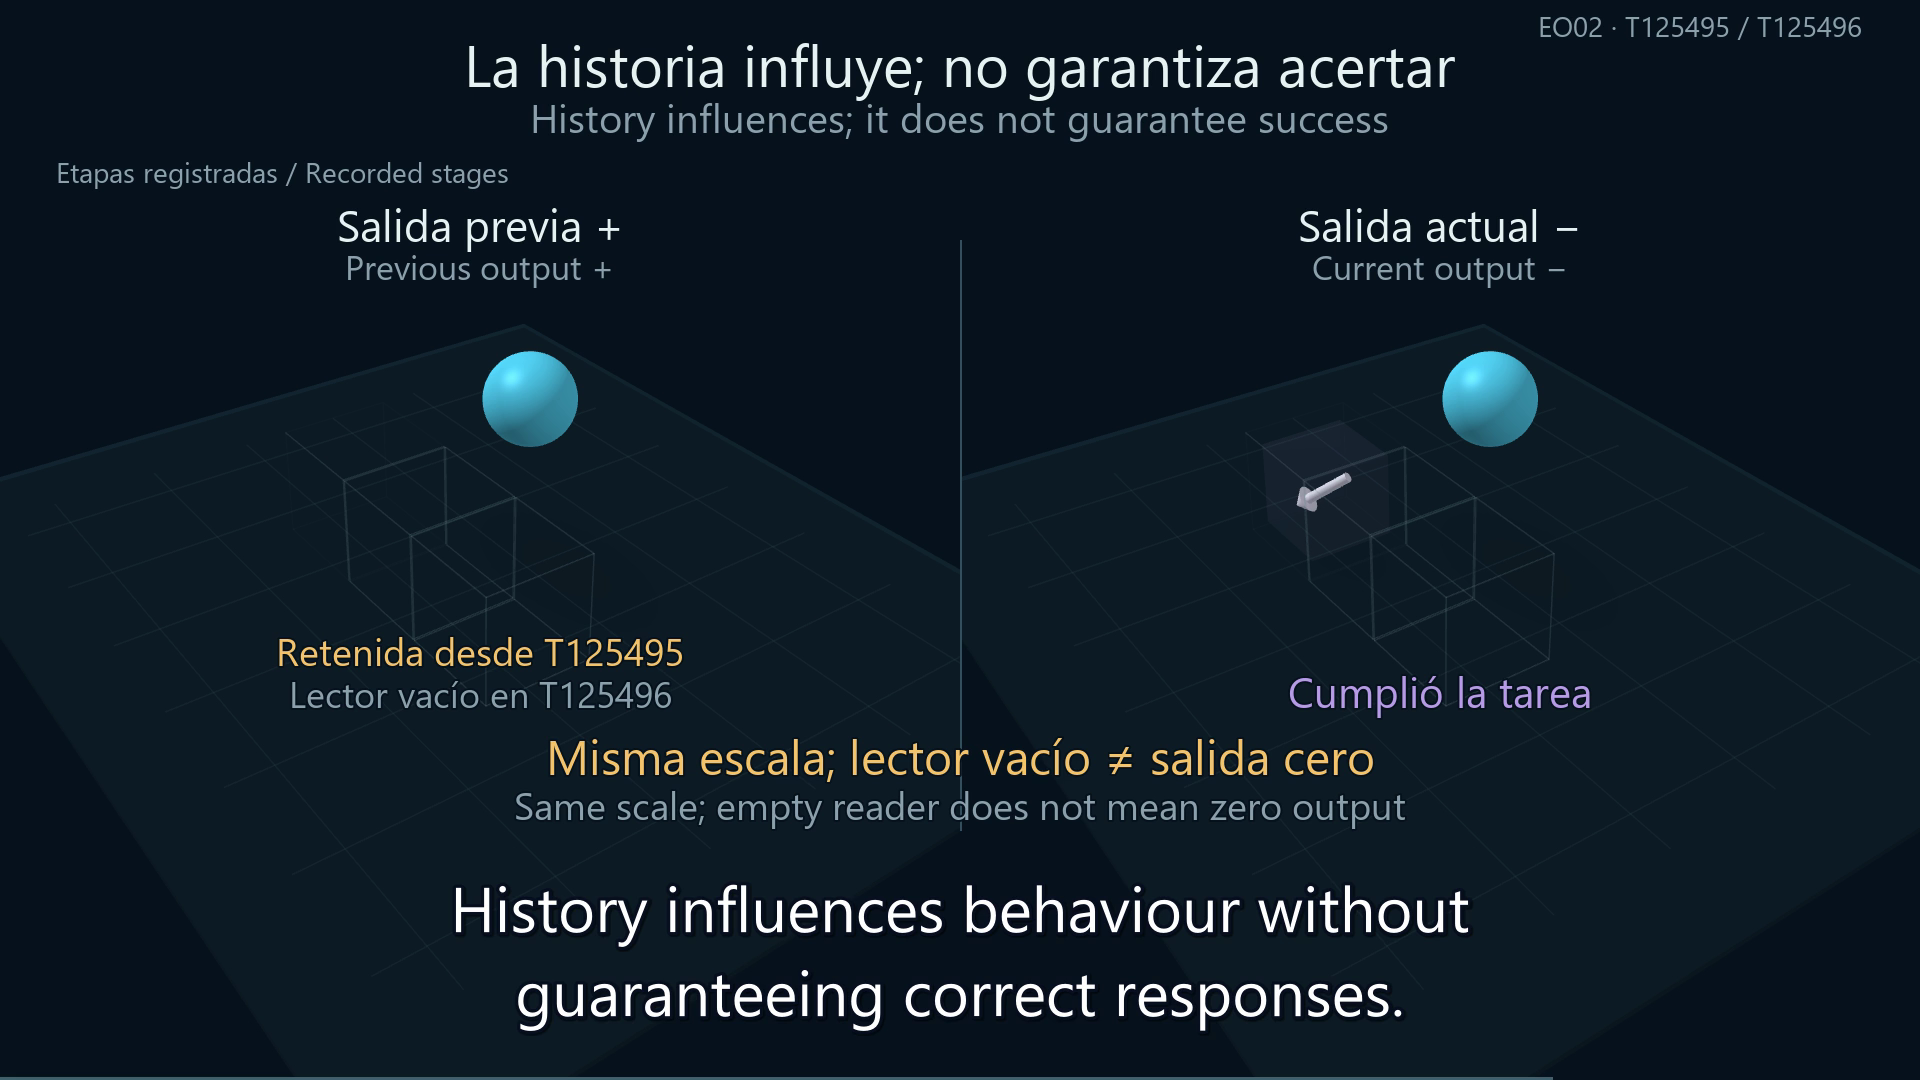 EO02 · T125495 / T125496
La historia influye; no garantiza acertar
History influences; it does not guarantee success
Etapas registradas / Recorded stages
Salida previa +
Previous output +
Salida actual −
Current output −
Retenida desde T125495
Lector vacío en T125496
Cumplió la tarea
Misma escala; lector vacío ≠ salida cero
Same scale; empty reader does not mean zero output
History influences behaviour without
guaranteeing correct responses.